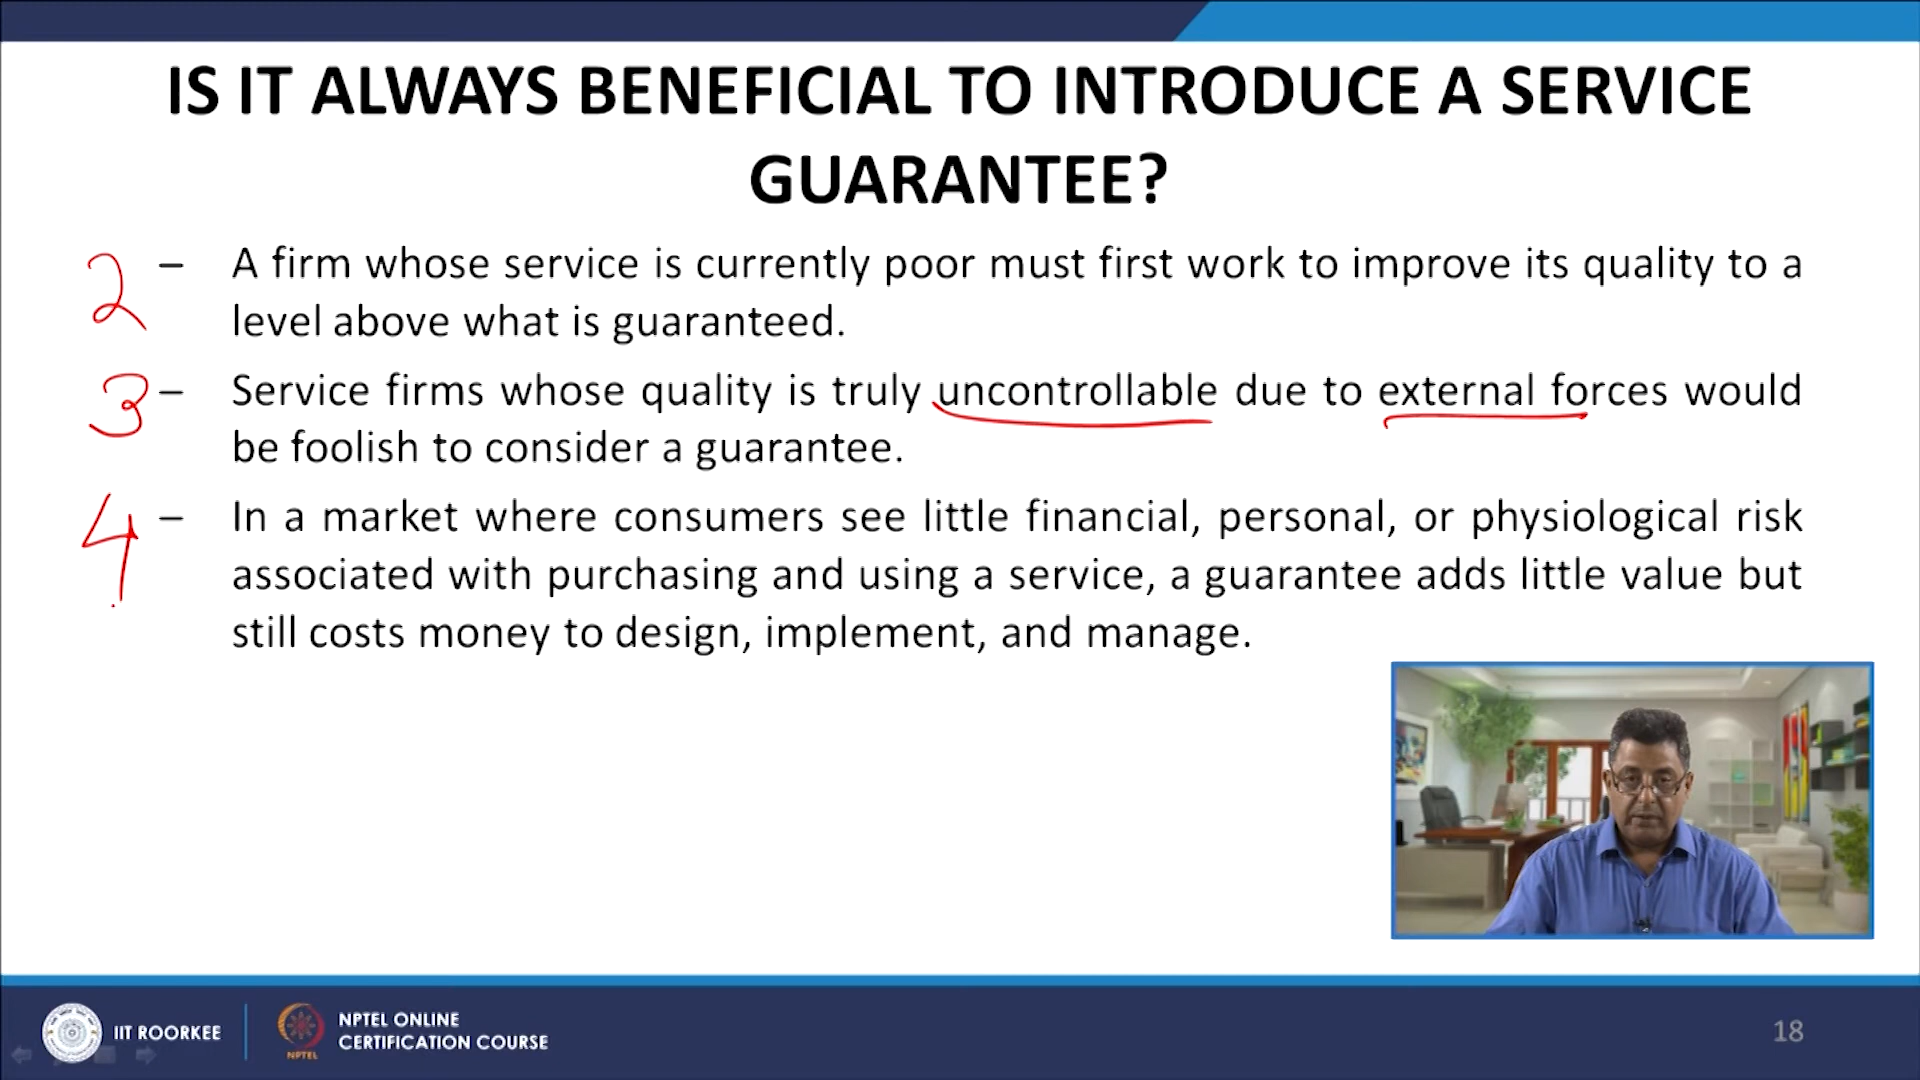 IS IT ALWAYS BENEFICIAL TO INTRODUCE A SERVICE
GUARANTEE?
2 – A firm whose service is currently poor must first work to improve its quality to a
level above what is guaranteed.
3 – Service firms whose quality is truly uncontrollable due to external forces would
be foolish to consider a guarantee.
4 – In a market where consumers see little financial, personal, or physiological risk
associated with purchasing and using a service, a guarantee adds little value but
still costs money to design, implement, and manage.
IIT ROORKEE
NPTEL
NPTEL ONLINE
CERTIFICATION COURSE
18